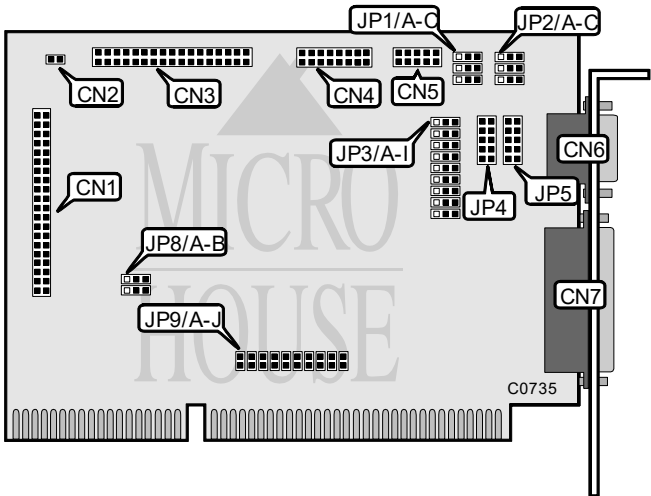 JP1/A-C
JP2/A-C
CN2
CN3
CN4
CN5
JP3/A-I
CN6
CN1
JP4
JP5
MICRO
JP8/A-B
CN7
HOUSE
JP9/A-J
C0735